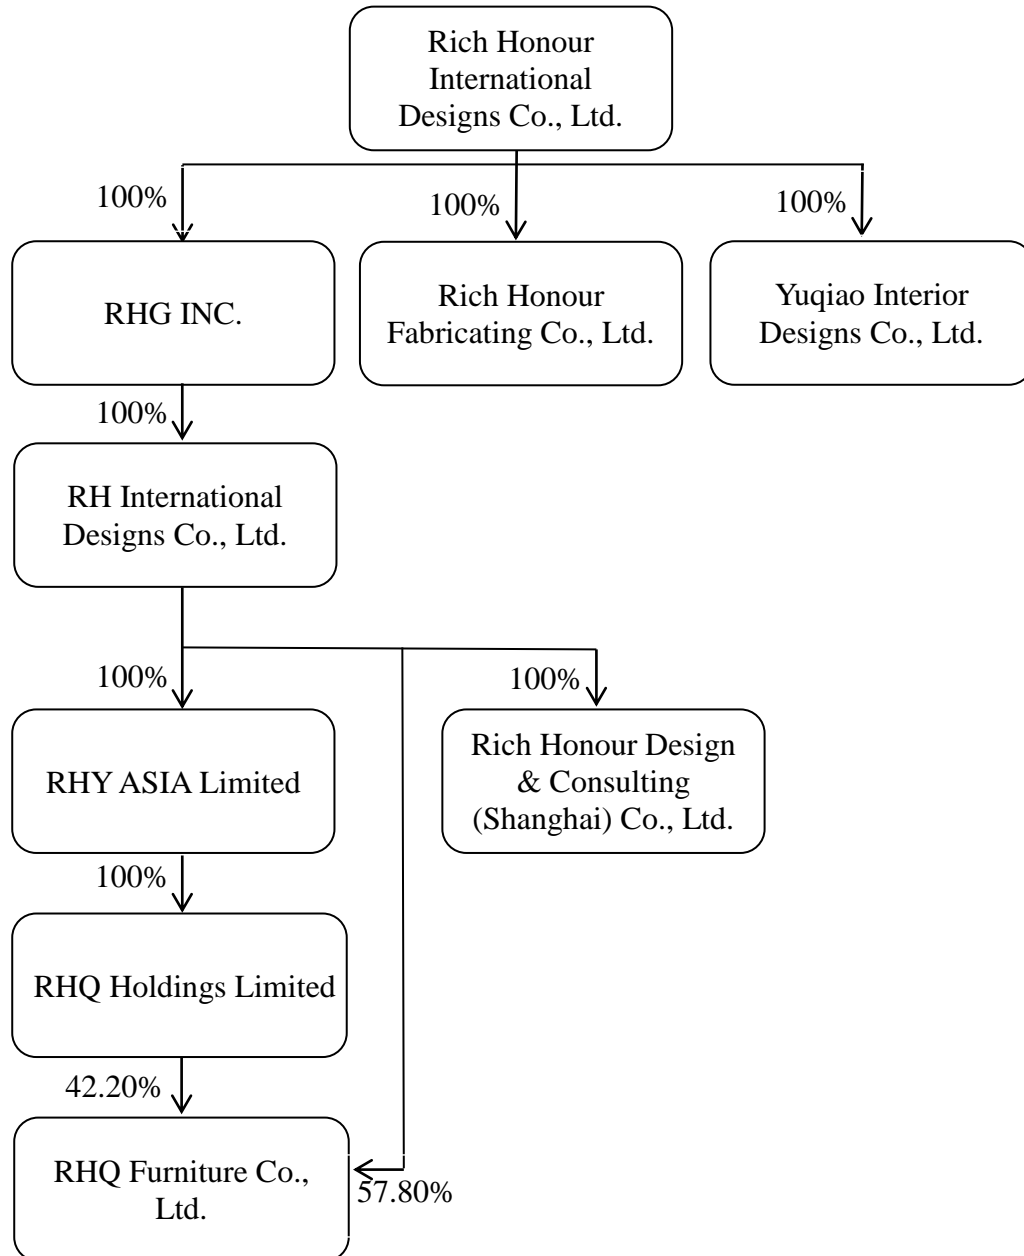 Rich Honour
International
Designs Co., Ltd.
100%
100%
100%
RHG INC.
Rich Honour
Fabricating Co., Ltd.
Yuqiao Interior
Designs Co., Ltd.
100%
RH International
Designs Co., Ltd.
100%
100%
RHY ASIA Limited
Rich Honour Design
& Consulting
(Shanghai) Co., Ltd.
100%
RHQ Holdings Limited
42.20%
RHQ Furniture Co.,
Ltd.
57.80%